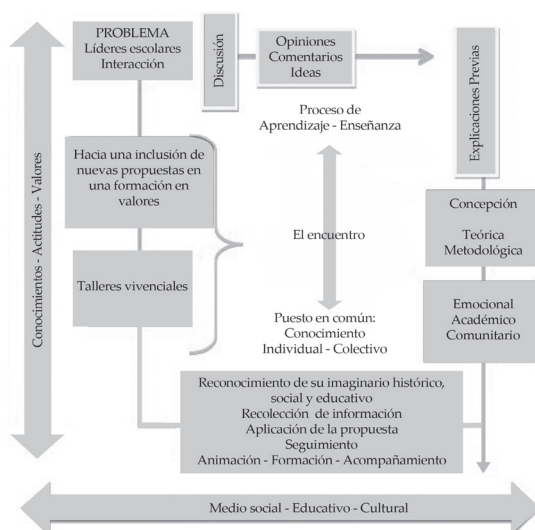 PROBLEMA
Líderes escolares
Interacción
Discusión
Opiniones
Comentarios
Ideas
Explicaciones Previas
Proceso de
Aprendizaje - Enseñanza
Hacia una inclusión de
nuevas propuestas en
una formación en
valores
Concepción
Teórica
Metodológica
El encuentro
Talleres vivenciales
Puesto en común:
Conocimiento
Individual - Colectivo
Emocional
Académico
Comunitario
Conocimientos - Actitudes - Valores
Reconocimiento de su imaginario histórico,
social y educativo
Recolección de información
Aplicación de la propuesta
Seguimiento
Animación - Formación - Acompañamiento
Medio social - Educativo - Cultural